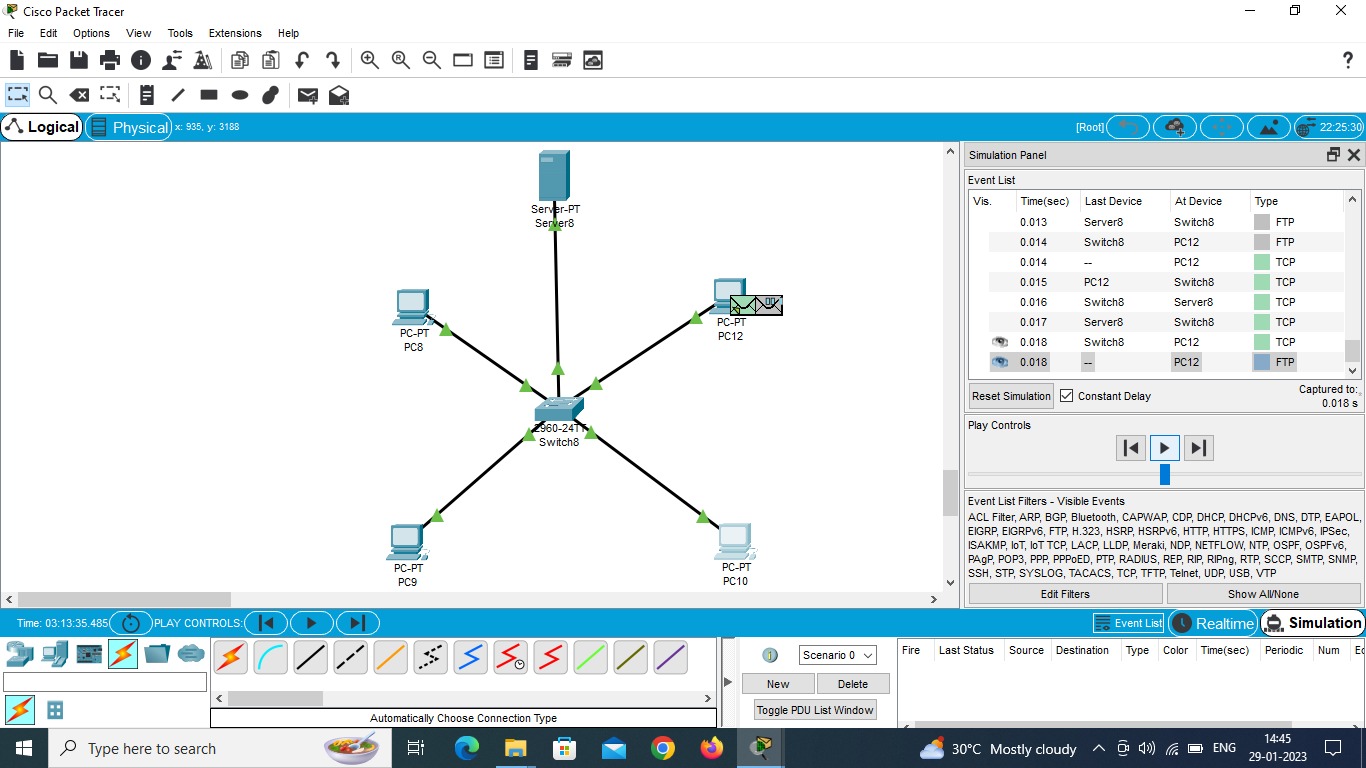 Cisco Packet Tracer
File Edit Options View Tools Extensions Help
Logical Physical x: 935, y: 3188 [Root] 22:25:30
Server-PT
Server8
PC-PT
PC8
PC-PT
PC12
2960-24TT
Switch8
PC-PT
PC9
PC-PT
PC10
Simulation Panel
Event List
Vis. Time(sec) Last Device At Device Type
0.013 Server8 Switch8 FTP
0.014 Switch8 PC12 FTP
0.014 -- PC12 TCP
0.015 PC12 Switch8 TCP
0.016 Switch8 Server8 TCP
0.017 Server8 Switch8 TCP
0.018 Switch8 PC12 TCP
0.018 -- PC12 FTP
Reset Simulation Constant Delay Captured to:
0.018 s
Play Controls
Event List Filters - Visible Events
ACL Filter, ARP, BGP, Bluetooth, CAPWAP, CDP, DHCP, DHCPv6, DNS, DTP, EAPOL,
EIGRP, EIGRPv6, FTP, H.323, HSRP, HSRPv6, HTTP, HTTPS, ICMP, ICMPv6, IPSec,
ISAKMP, IoT, IoT TCP, LACP, LLDP, Meraki, NDP, NETFLOW, NTP, OSPF, OSPFv6,
PAgP, POP3, PPP, PPPoED, PTP, RADIUS, REP, RIP, RIPng, RTP, SCCP, SMTP, SNMP,
SSH, STP, SYSLOG, TACACS, TCP, TFTP, Telnet, UDP, USB, VTP
Edit Filters Show All/None
Time: 03:13:35.485 PLAY CONTROLS: Event List Realtime Simulation
Scenario 0
New Delete
Toggle PDU List Window
Fire Last Status Source Destination Type Color Time(sec) Periodic Num Ec
Automatically Choose Connection Type
Type here to search
30°C Mostly cloudy ENG
14:45
29-01-2023